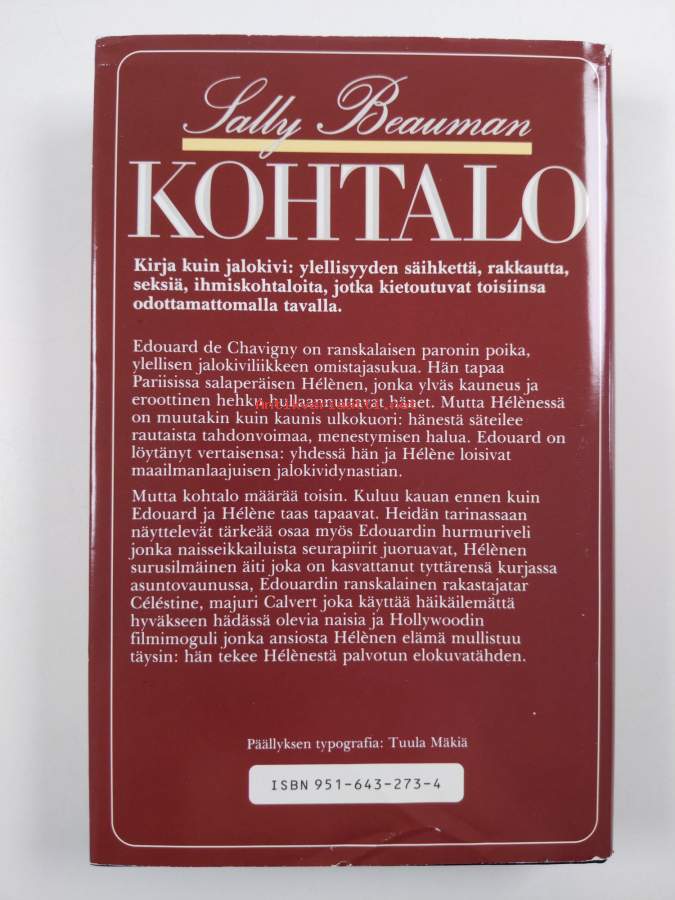 Sally Beauman
KOHTALO
Kirja kuin jalokivi: ylellisyyden säihkettä, rakkautta,
seksiä, ihmiskohtaloita, jotka kietoutuvat toisiinsa
odottamattomalla tavalla.
Edouard de Chavigny on ranskalaisen paronin poika,
ylellisen jalokiviliikkeen omistajasukua. Hän tapaa
Pariisissa salaperäisen Hélènen, jonka ylväs kauneus ja
eroottinen hehku hullaannuttavat hänet. Mutta Hélènessä
on muutakin kuin kaunis ulkokuori: hänestä säteilee
rautaista tahdonvoimaa, menestymisen halua. Edouard on
löytänyt vertaisensa: yhdessä hän ja Hélène loisivat
maailmanlaajuisen jalokividynastian.
Mutta kohtalo määrää toisin. Kuluu kauan ennen kuin
Edouard ja Hélène taas tapaavat. Heidän tarinassaan
näyttelevät tärkeää osaa myös Edouardin hurmuriveli
jonka naisseikkailuista seurapiirit juoruavat, Hélènen
surusilmäinen äiti joka on kasvattanut tyttärensä kurjassa
asuntovaunussa, Edouardin ranskalainen rakastajatar
Céléstine, majuri Calvert joka käyttää häikäilemättä
hyväkseen hädässä olevia naisia ja Hollywoodin
filmimoguli jonka ansiosta Hélènen elämä mullistuu
täysin: hän tekee Hélènestä palvotun elokuvatähden.
Päällyksen typografia: Tuula Mäkiä
ISBN 951-643-273-4